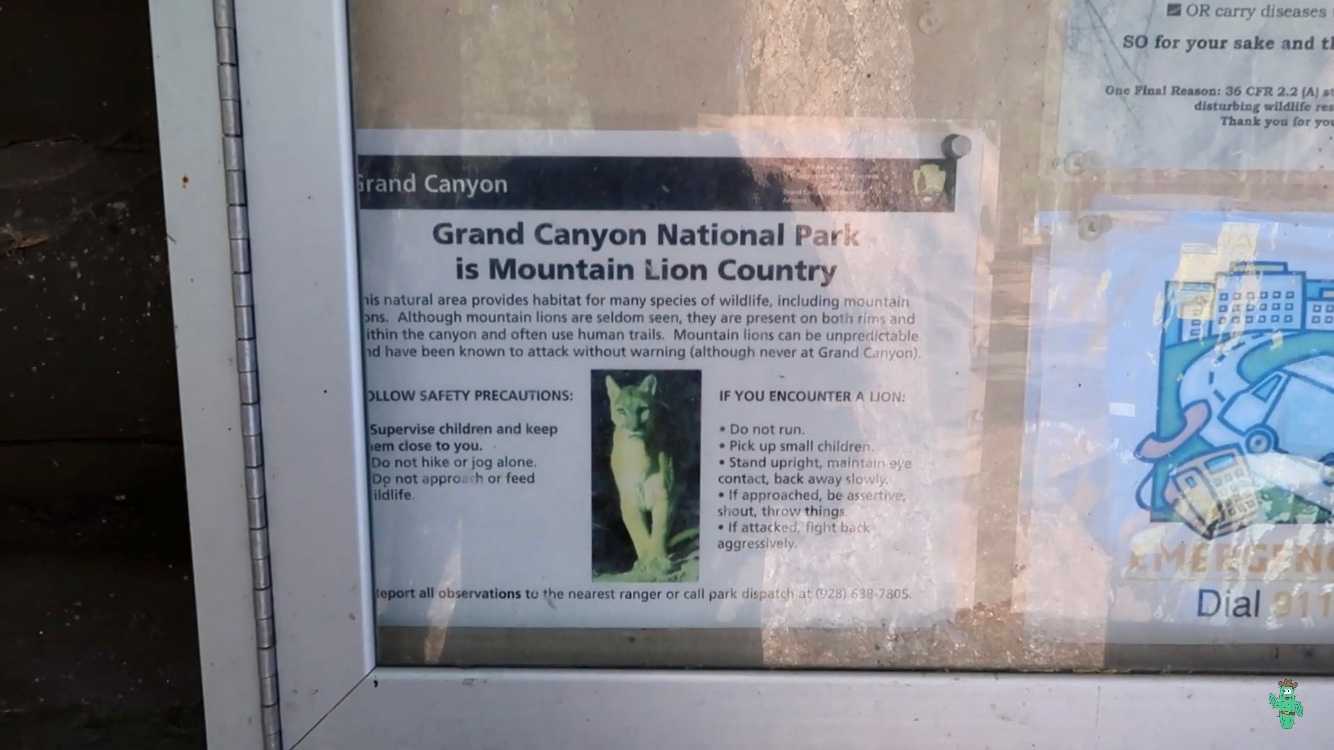 Grand Canyon
Grand Canyon National Park
is Mountain Lion Country
his natural area provides habitat for many species of wildlife, including mountain
ons. Although mountain lions are seldom seen, they are present on both rims and
ithin the canyon and often use human trails. Mountain lions can be unpredictable
nd have been known to attack without warning (although never at Grand Canyon).
OLLOW SAFETY PRECAUTIONS:
Supervise children and keep
em close to you.
Do not hike or jog alone.
Do not approach or feed
ildlife.
IF YOU ENCOUNTER A LION:
• Do not run.
• Pick up small children.
• Stand upright, maintain eye
contact, back away slowly.
• If approached, be assertive,
shout, throw things.
• If attacked, fight back
aggressively.
eport all observations to the nearest ranger or call park dispatch at (928) 638-7805.
OR carry diseases
SO for your sake and th
One Final Reason: 36 CFR 2.2 (A) st
disturbing wildlife res
Thank you for you
EMERGENC
Dial 911